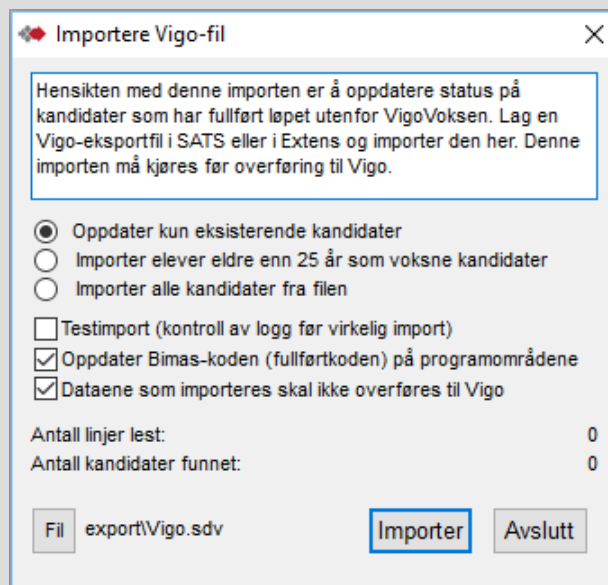 Importere Vigo-fil
Hensikten med denne importen er å oppdatere status på
kandidater som har fullført løpet utenfor VigoVoksen. Lag en
Vigo-eksportfil i SATS eller i Extens og importer den her. Denne
importen må kjøres før overføring til Vigo.
Oppdater kun eksisterende kandidater
Importer elever eldre enn 25 år som voksne kandidater
Importer alle kandidater fra filen
Testimport (kontroll av logg før virkelig import)
Oppdater Bimas-koden (fullførtkoden) på programområdene
Dataene som importeres skal ikke overføres til Vigo
Antall linjer lest: 0
Antall kandidater funnet: 0
Fil export\Vigo.sdv Importer Avslutt